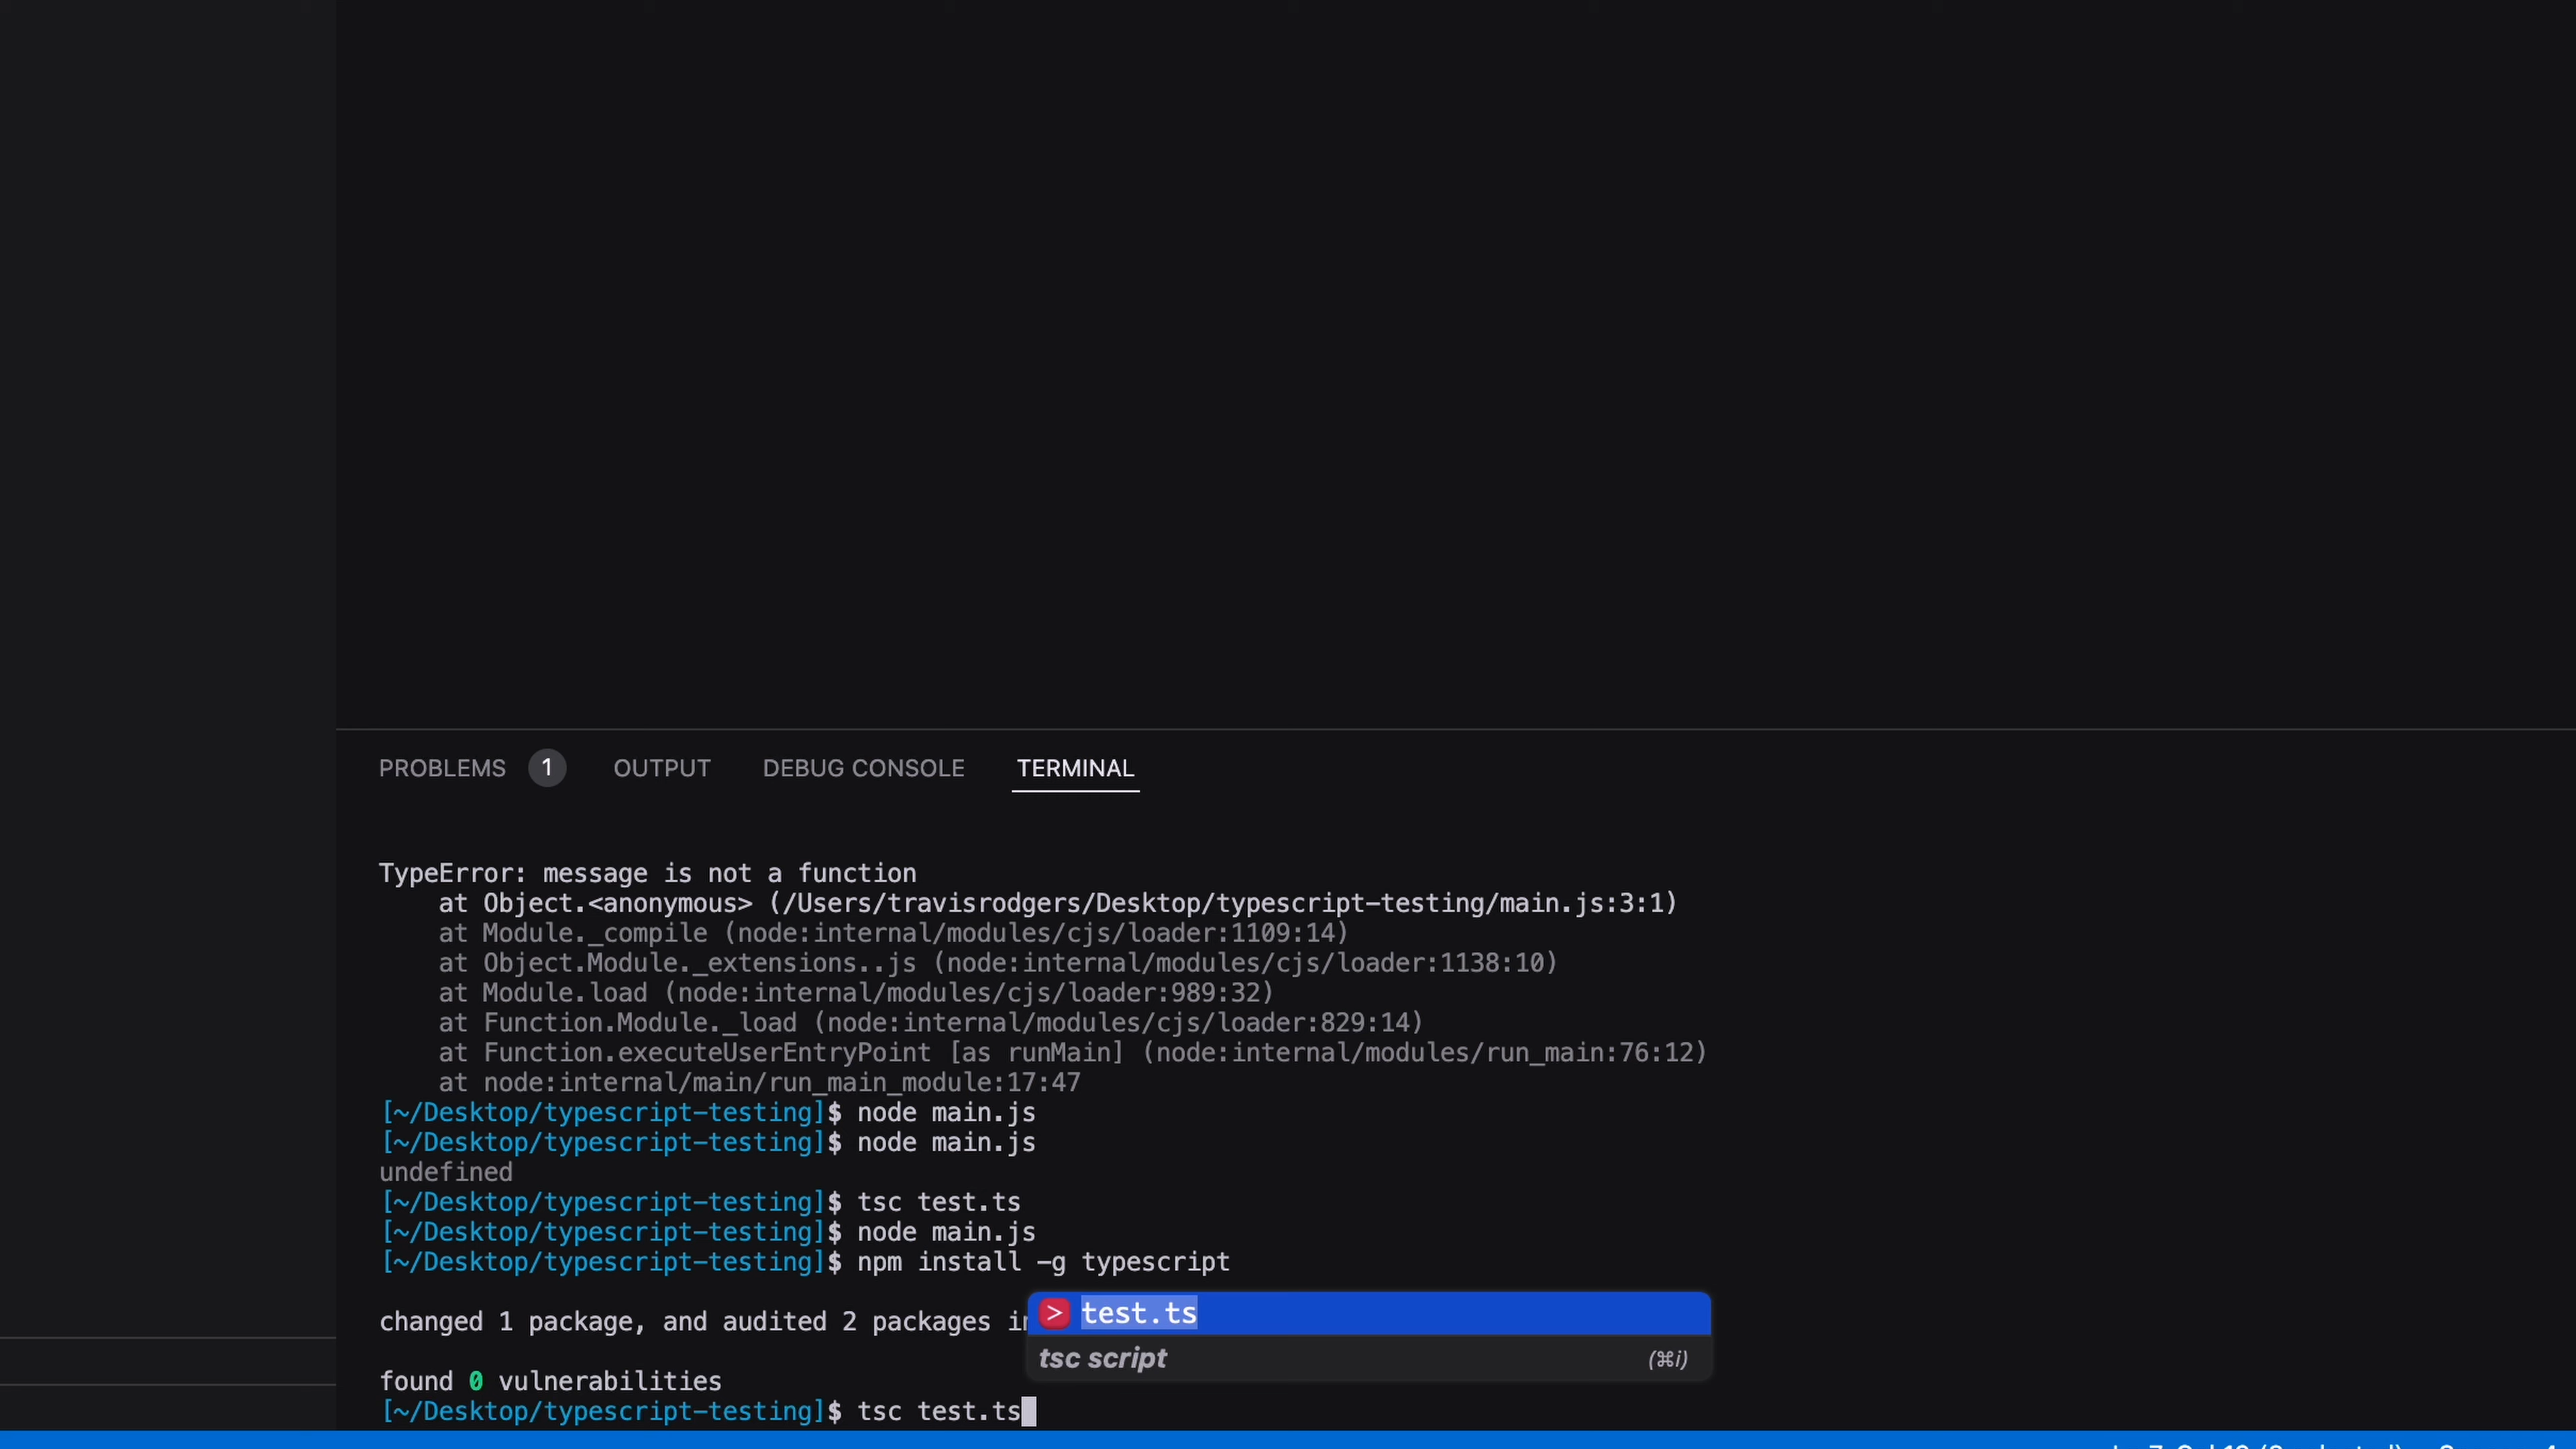 PROBLEMS 1 OUTPUT DEBUG CONSOLE TERMINAL
TypeError: message is not a function
at Object.<anonymous> (/Users/travisrodgers/Desktop/typescript-testing/main.js:3:1)
at Module._compile (node:internal/modules/cjs/loader:1109:14)
at Object.Module._extensions..js (node:internal/modules/cjs/loader:1138:10)
at Module.load (node:internal/modules/cjs/loader:989:32)
at Function.Module._load (node:internal/modules/cjs/loader:829:14)
at Function.executeUserEntryPoint [as runMain] (node:internal/modules/run_main:76:12)
at node:internal/main/run_main_module:17:47
[~/Desktop/typescript-testing]$ node main.js
[~/Desktop/typescript-testing]$ node main.js
undefined
[~/Desktop/typescript-testing]$ tsc test.ts
[~/Desktop/typescript-testing]$ node main.js
[~/Desktop/typescript-testing]$ npm install -g typescript
> test.ts
changed 1 package, and audited 2 packages
tsc script (⌘i)
found 0 vulnerabilities
[~/Desktop/typescript-testing]$ tsc test.ts